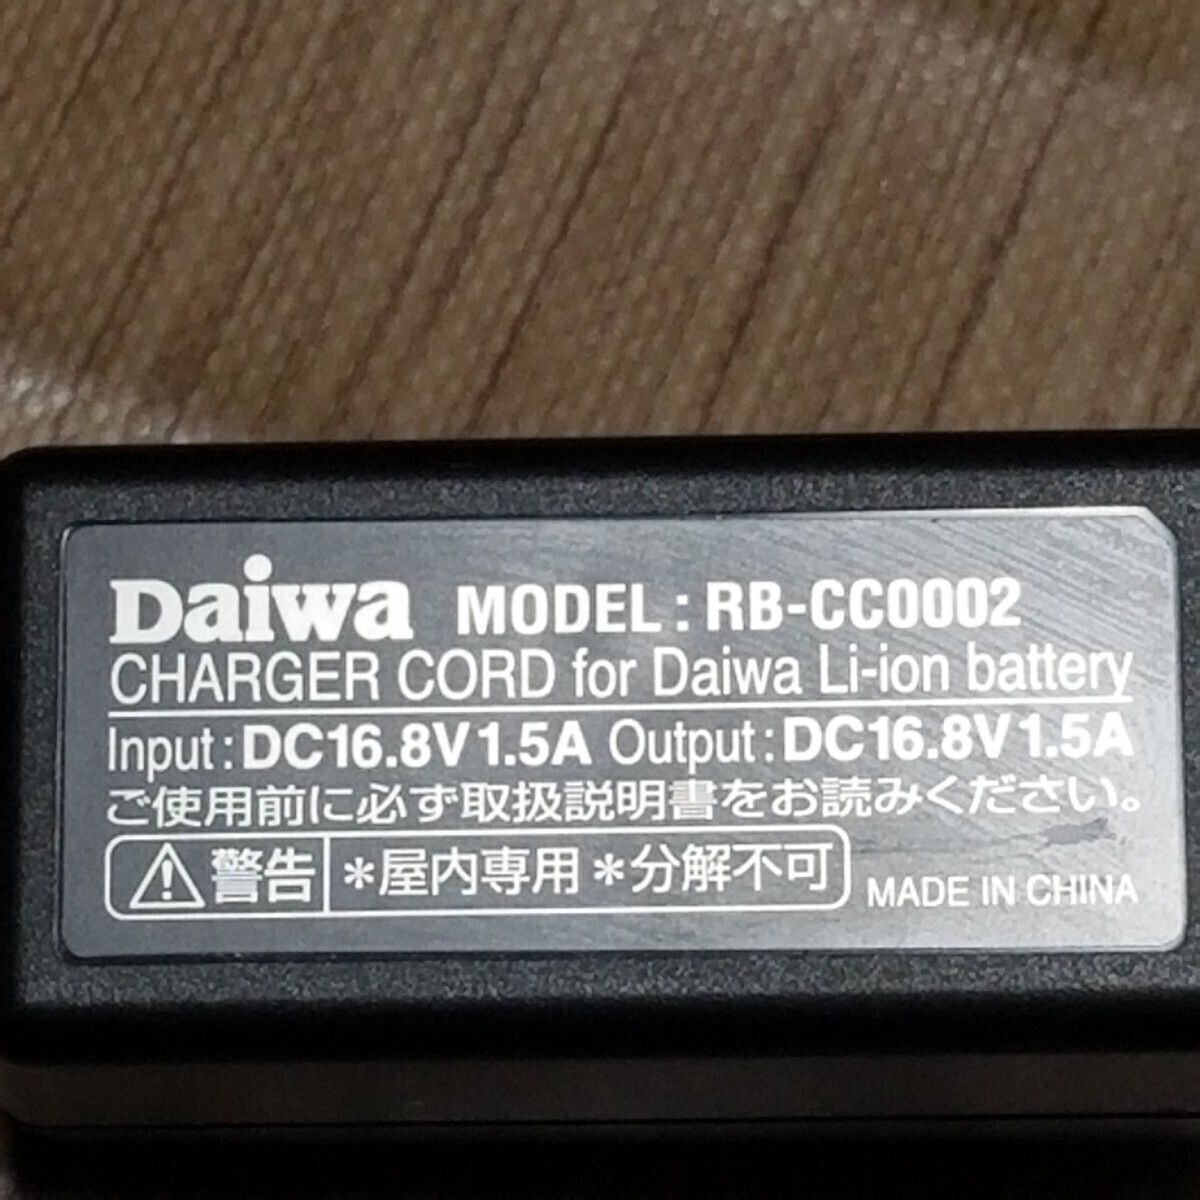 Daiwa MODEL : RB-CC0002
CHARGER CORD for Daiwa Li-ion battery
Input : DC16.8V 1.5A Output : DC16.8V 1.5A
ご使用前に必ず取扱説明書をお読みください。
警告 *屋内専用 *分解不可 MADE IN CHINA